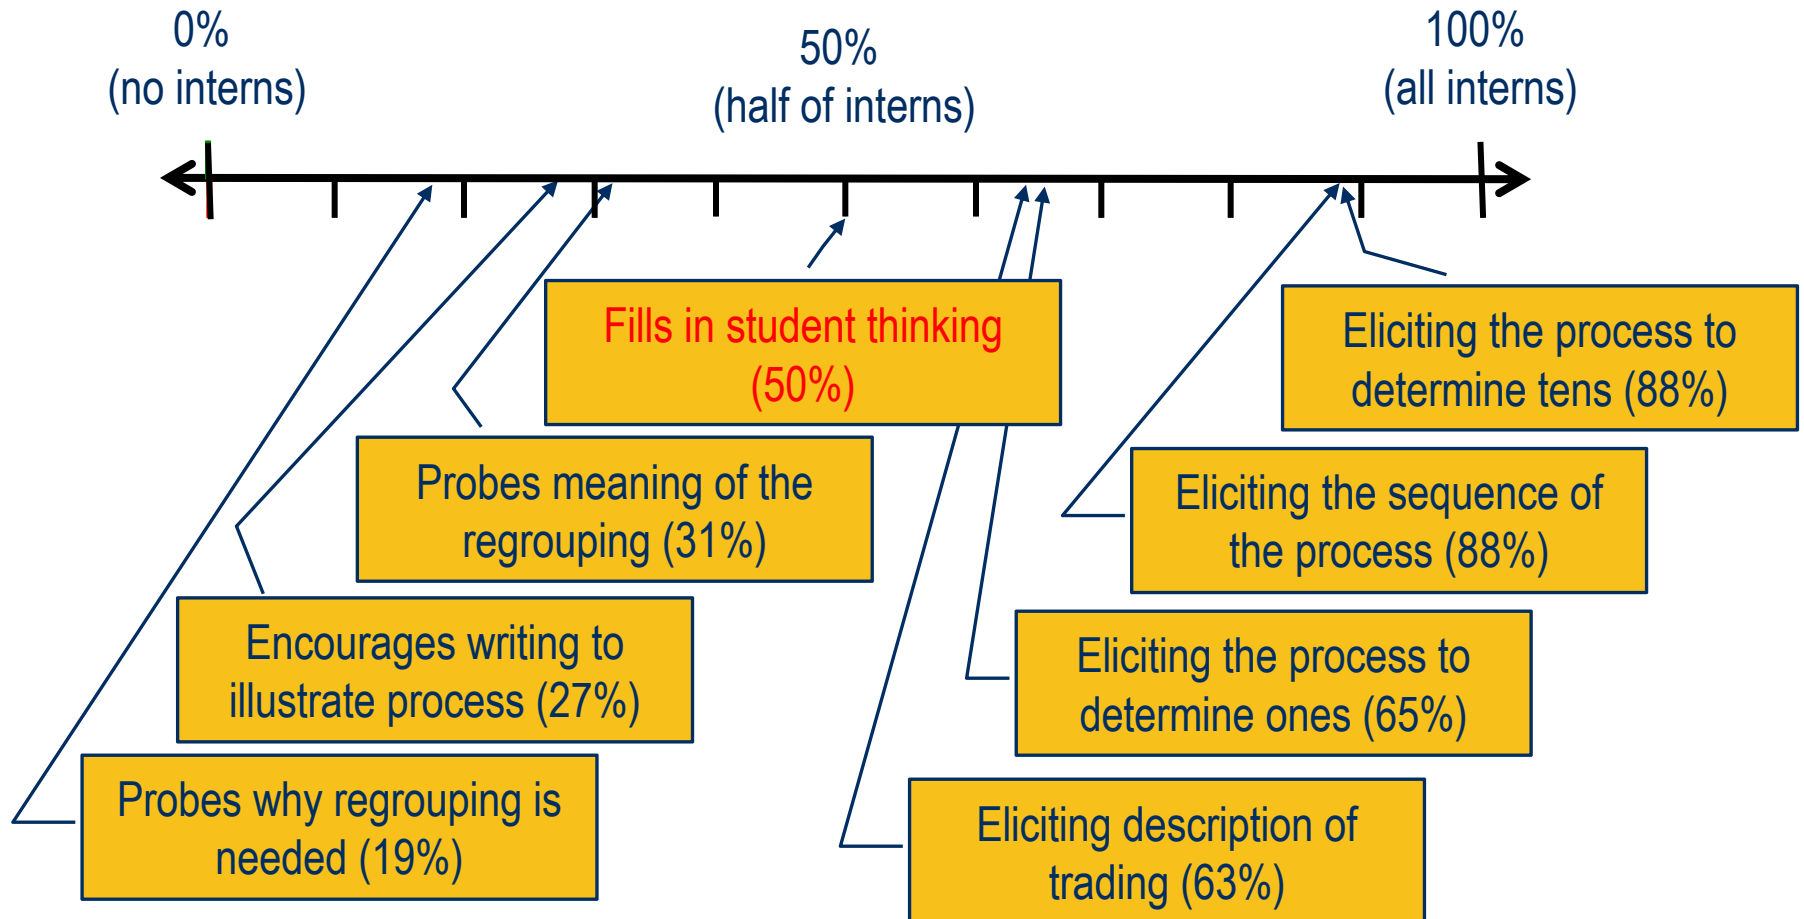 0%
(no interns)
50%
(half of interns)
100%
(all interns)
Fills in student thinking
(50%)
Eliciting the process to
determine tens (88%)
Probes meaning of the
regrouping (31%)
Eliciting the sequence of
the process (88%)
Encourages writing to
illustrate process (27%)
Eliciting the process to
determine ones (65%)
Probes why regrouping is
needed (19%)
Eliciting description of
trading (63%)